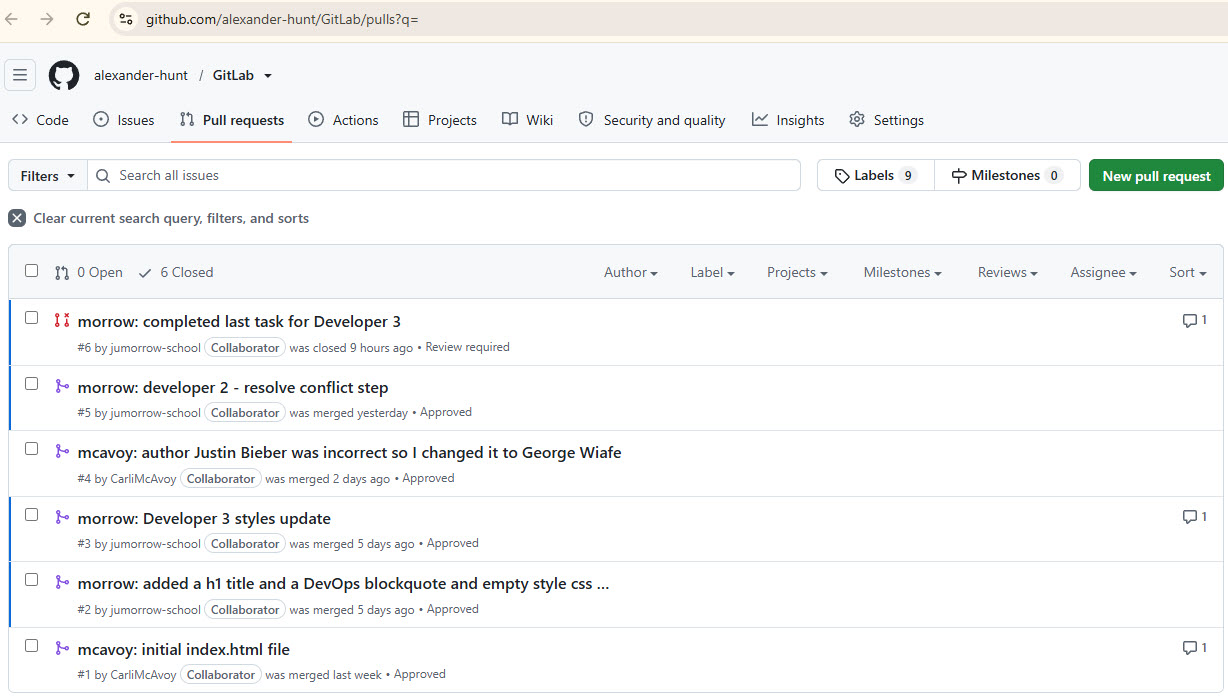 github.com/alexander-hunt/GitLab/pulls?q=
alexander-hunt / GitLab
Code Issues Pull requests Actions Projects Wiki Security and quality Insights Settings
Filters Search all issues Labels 9 Milestones 0 New pull request
Clear current search query, filters, and sorts
0 Open 6 Closed Author Label Projects Milestones Reviews Assignee Sort
morrow: completed last task for Developer 3 1
#6 by jumorrow-school Collaborator was closed 9 hours ago • Review required
morrow: developer 2 - resolve conflict step
#5 by jumorrow-school Collaborator was merged yesterday • Approved
mcavoy: author Justin Bieber was incorrect so I changed it to George Wiafe
#4 by CarliMcAvoy Collaborator was merged 2 days ago • Approved
morrow: Developer 3 styles update 1
#3 by jumorrow-school Collaborator was merged 5 days ago • Approved
morrow: added a h1 title and a DevOps blockquote and empty style css ...
#2 by jumorrow-school Collaborator was merged 5 days ago • Approved
mcavoy: initial index.html file 1
#1 by CarliMcAvoy Collaborator was merged last week • Approved